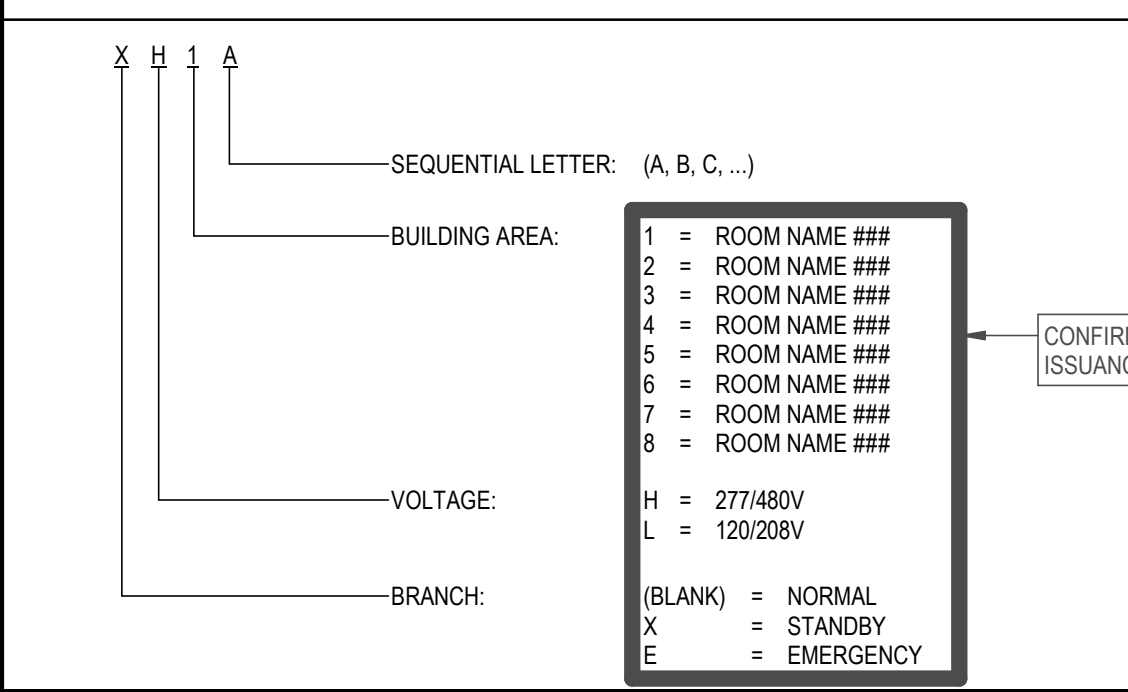 X H 1 A
SEQUENTIAL LETTER: (A, B, C, ...)
BUILDING AREA: 1 = ROOM NAME ###
2 = ROOM NAME ###
3 = ROOM NAME ###
4 = ROOM NAME ###
5 = ROOM NAME ###
6 = ROOM NAME ###
7 = ROOM NAME ###
8 = ROOM NAME ###
VOLTAGE: H = 277/480V
L = 120/208V
BRANCH: (BLANK) = NORMAL
X = STANDBY
E = EMERGENCY